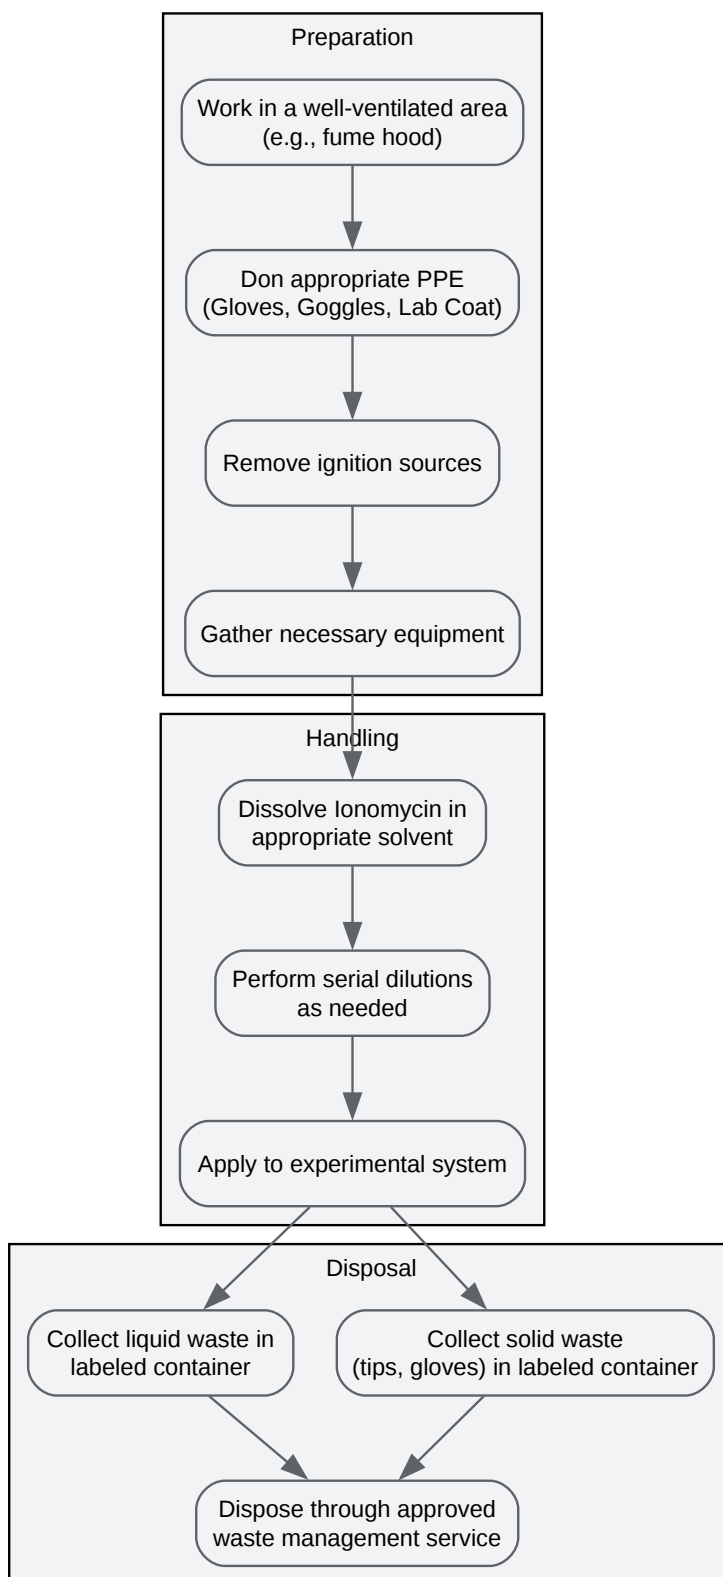 Preparation
Work in a well-ventilated area
(e.g., fume hood)
Don appropriate PPE
(Gloves, Goggles, Lab Coat)
Remove ignition sources
Gather necessary equipment
Handling
Dissolve Ionomycin in
appropriate solvent
Perform serial dilutions
as needed
Apply to experimental system
Disposal
Collect liquid waste in
labeled container
Collect solid waste
(tips, gloves) in labeled container
Dispose through approved
waste management service